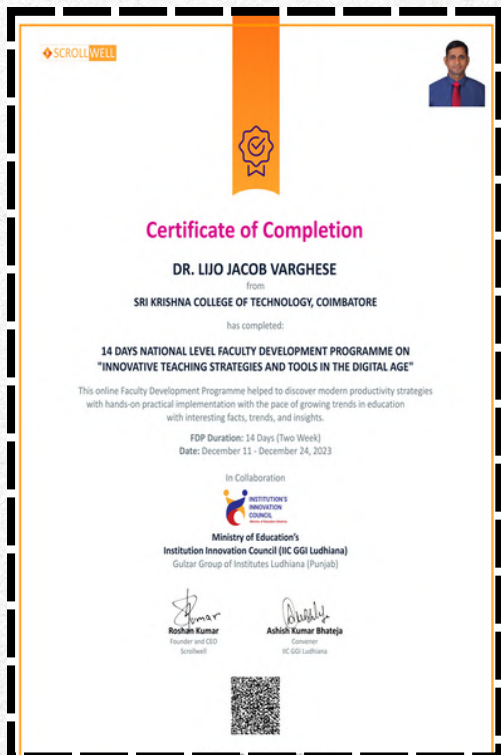 SCROLLWELL
Certificate of Completion
DR. LIJO JACOB VARGHESE
from
SRI KRISHNA COLLEGE OF TECHNOLOGY, COIMBATORE
has completed:
14 DAYS NATIONAL LEVEL FACULTY DEVELOPMENT PROGRAMME ON
"INNOVATIVE TEACHING STRATEGIES AND TOOLS IN THE DIGITAL AGE"
This online Faculty Development Programme helped to discover modern productivity strategies
with hands-on practical implementation with the pace of growing trends in education
with interesting facts, trends, and insights.
FDP Duration: 14 Days (Two Week)
Date: December 11 - December 24, 2023
In Collaboration
INSTITUTION'S
INNOVATION
COUNCIL
Ministry of Education's
Institution Innovation Council (IIC GGI Ludhiana)
Gulzar Group of Institutes Ludhiana (Punjab)
Roshan Kumar
Founder and CEO
Scrollwell
Ashish Kumar Bhateja
Convener
IIC GGI Ludhiana